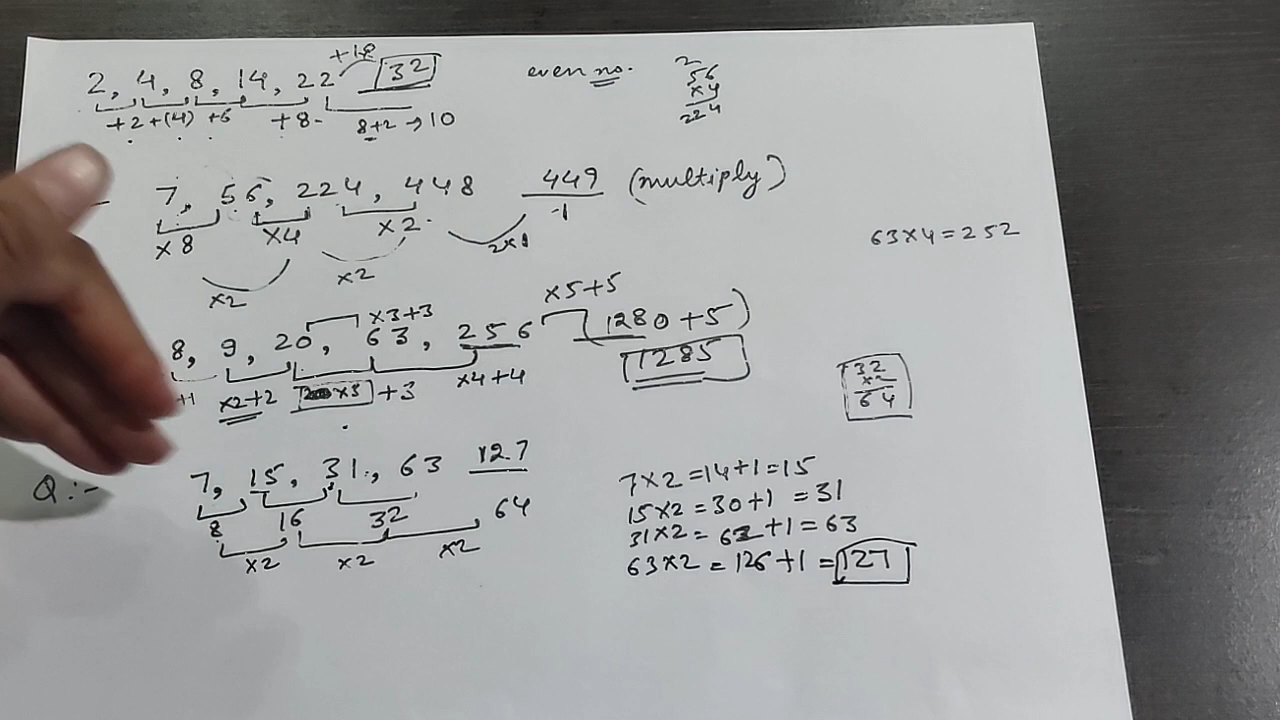 +10
2, 4, 8, 14, 22 32
+2 +(4) +6 +8 8+2 → 10
even no.
2
56
x4
224
7, 56, 224, 448 449 (multiply)
x8 x4 x2 -1
x2 x2 2x1
63x4=252
x5+5
x3+3
8, 9, 20, 63, 256 1280+5)
1285
+1 x2+2 x3 +3 x4+4
32
x2
64
Q:- 7, 15, 31, 63 127
8 16 32 64
x2 x2 x2
7x2=14+1=15
15x2=30+1=31
31x2=62+1=63
63x2=126+1=127